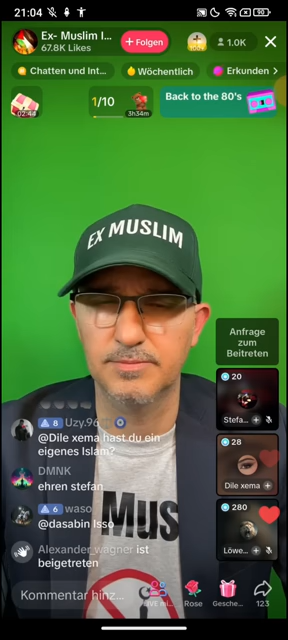 21:04
90
Ex- Muslim I...
67.8K Likes
+ Folgen
1.0K
Chatten und Int...
Wöchentlich
Erkunden >
02:44
1/10
3h34m
Back to the 80's
EX MUSLIM
Anfrage
zum
Beitreten
20
Stefa...
28
Dile xema
280
Löwe...
8 Uzy.96
@Dile xema hast du ein
eigenes Islam?
DMNK
ehren stefan
6 waso
@dasabin Isso
Alexander wagner ist
beigetreten
Mus
Kommentar hinz...
Rose
Gesche...
123